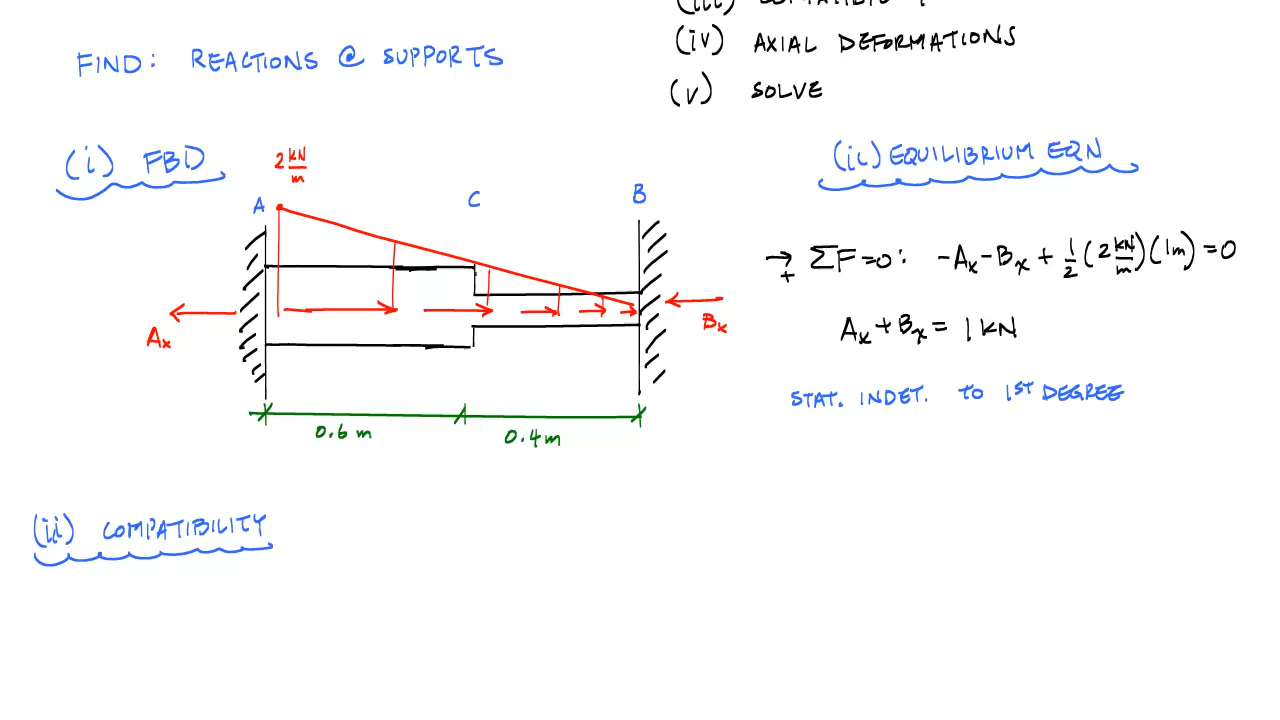 (iii) COMPATIBILITY
FIND: REACTIONS @ SUPPORTS
(iv) AXIAL DEFORMATIONS
(v) SOLVE
(i) FBD
2 kN/m
(ii) EQUILIBRIUM EQN
A
C
B
→+ ΣF=0: -Ax-Bx+½(2 kN/m)(1m)=0
Ax
Bx
Ax+Bx= 1 kN
STAT. INDET. TO 1ST DEGREE
0.6 m
0.4 m
(ii) COMPATIBILITY